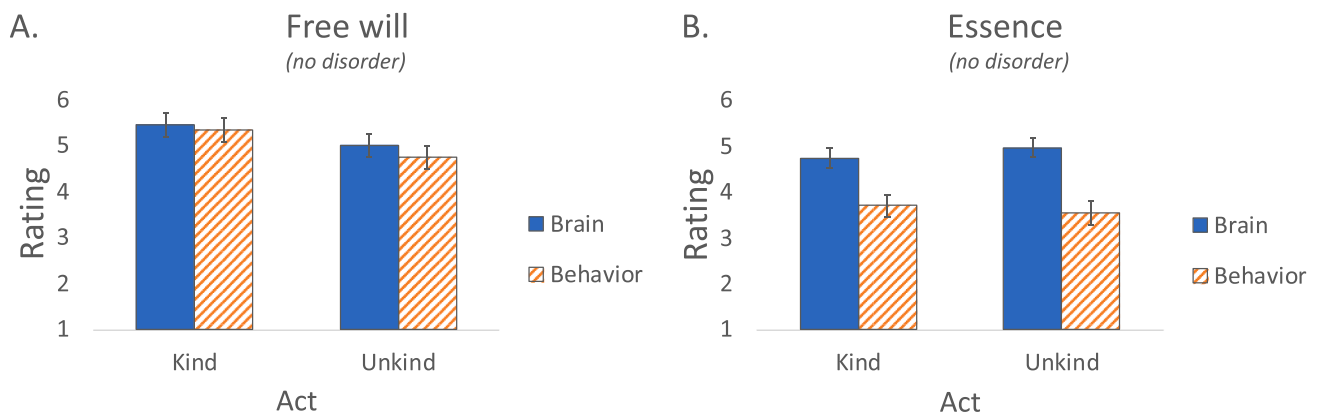 A.
Free will
(no disorder)
6
5
4
3
2
1
Rating
Kind
Unkind
Act
Brain
Behavior
B.
Essence
(no disorder)
6
5
4
3
2
1
Rating
Kind
Unkind
Act
Brain
Behavior